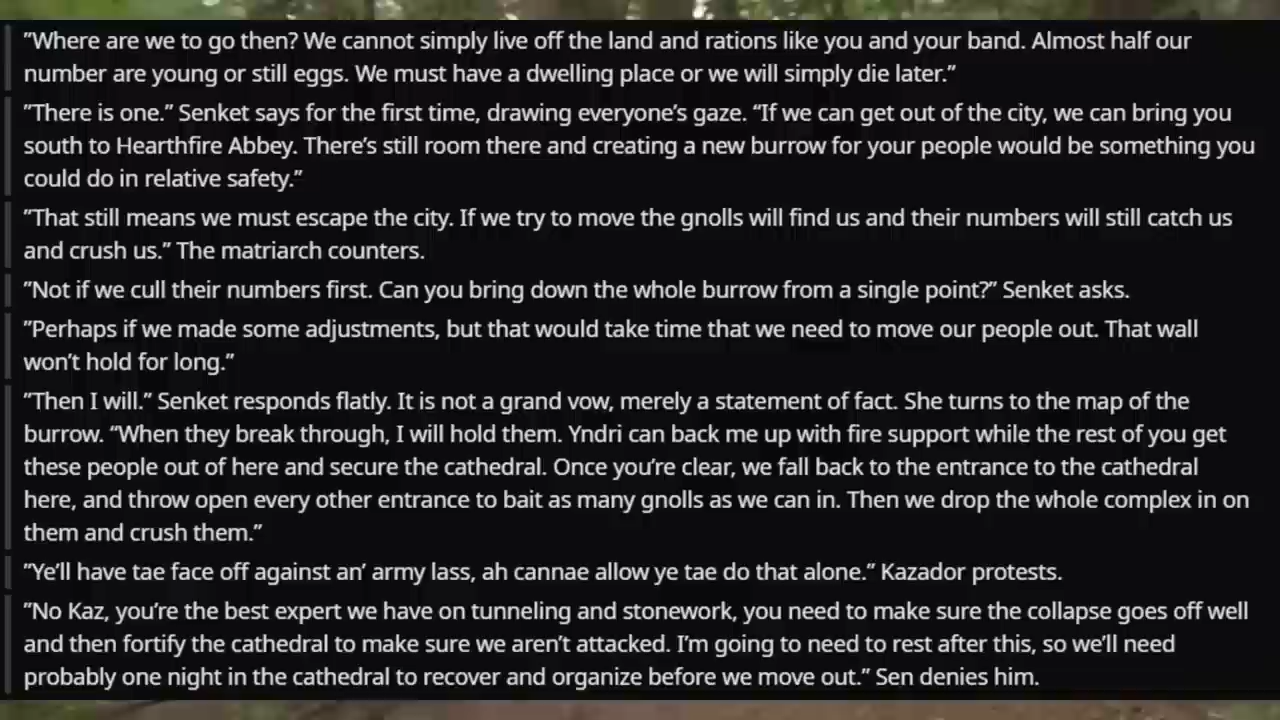 ”Where are we to go then? We cannot simply live off the land and rations like you and your band. Almost half our
number are young or still eggs. We must have a dwelling place or we will simply die later.”
”There is one.” Senket says for the first time, drawing everyone’s gaze. “If we can get out of the city, we can bring you
south to Hearthfire Abbey. There’s still room there and creating a new burrow for your people would be something you
could do in relative safety.”
”That still means we must escape the city. If we try to move the gnolls will find us and their numbers will still catch us
and crush us.” The matriarch counters.
”Not if we cull their numbers first. Can you bring down the whole burrow from a single point?” Senket asks.
”Perhaps if we made some adjustments, but that would take time that we need to move our people out. That wall
won’t hold for long.”
”Then I will.” Senket responds flatly. It is not a grand vow, merely a statement of fact. She turns to the map of the
burrow. “When they break through, I will hold them. Yndri can back me up with fire support while the rest of you get
these people out of here and secure the cathedral. Once you’re clear, we fall back to the entrance to the cathedral
here, and throw open every other entrance to bait as many gnolls as we can in. Then we drop the whole complex in on
them and crush them.”
”Ye’ll have tae face off against an’ army lass, ah cannae allow ye tae do that alone.” Kazador protests.
”No Kaz, you’re the best expert we have on tunneling and stonework, you need to make sure the collapse goes off well
and then fortify the cathedral to make sure we aren’t attacked. I’m going to need to rest after this, so we’ll need
probably one night in the cathedral to recover and organize before we move out.” Sen denies him.